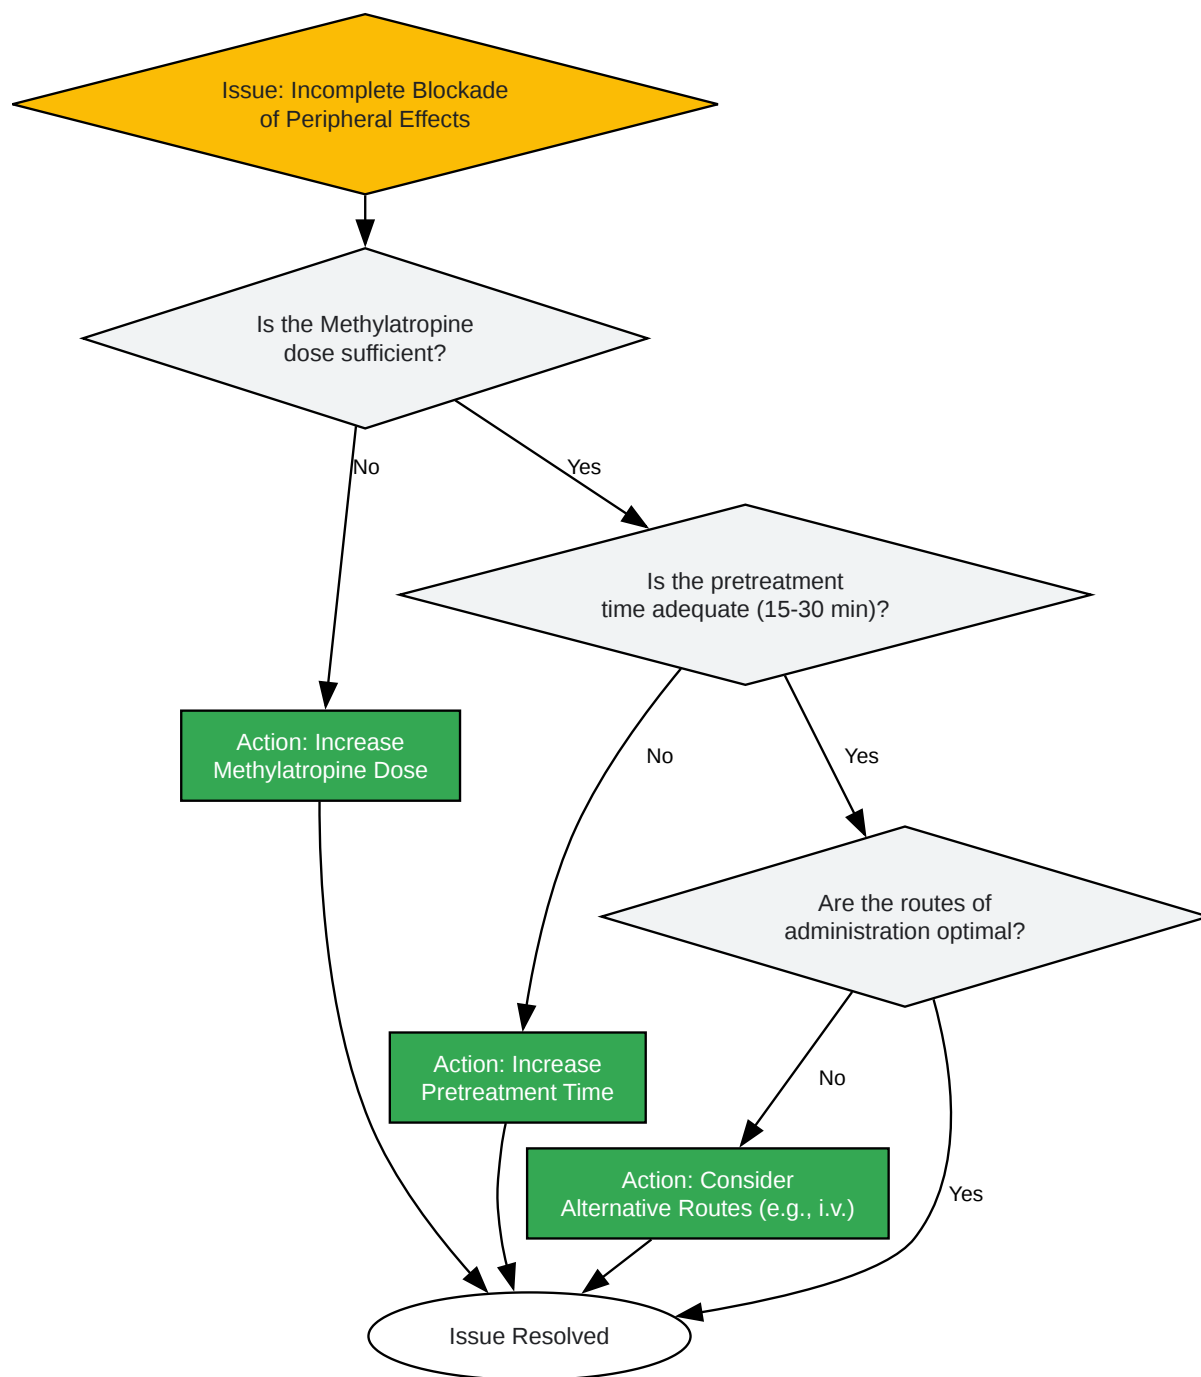 Issue: Incomplete Blockade
of Peripheral Effects
Is the Methylatropine
dose sufficient?
No
Yes
Is the pretreatment
time adequate (15-30 min)?
Action: Increase
Methylatropine Dose
No
Yes
Are the routes of
administration optimal?
Action: Increase
Pretreatment Time
No
Action: Consider
Alternative Routes (e.g., i.v.)
Yes
Issue Resolved